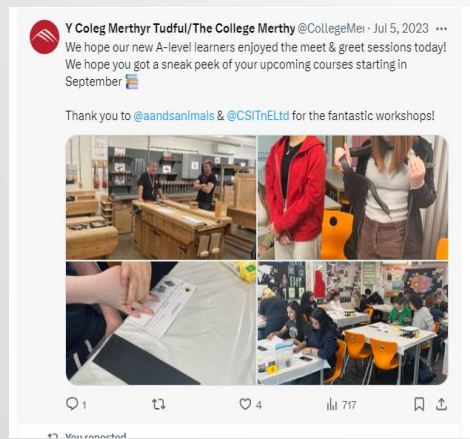 Y Coleg Merthyr Tudful/The College Merthy @CollegeMer · Jul 5, 2023 ···
We hope our new A-level learners enjoyed the meet & greet sessions today!
We hope you got a sneak peek of your upcoming courses starting in
September 📚
Thank you to @aandsanimals & @CSITnELtd for the fantastic workshops!
1 4 717
You reposted